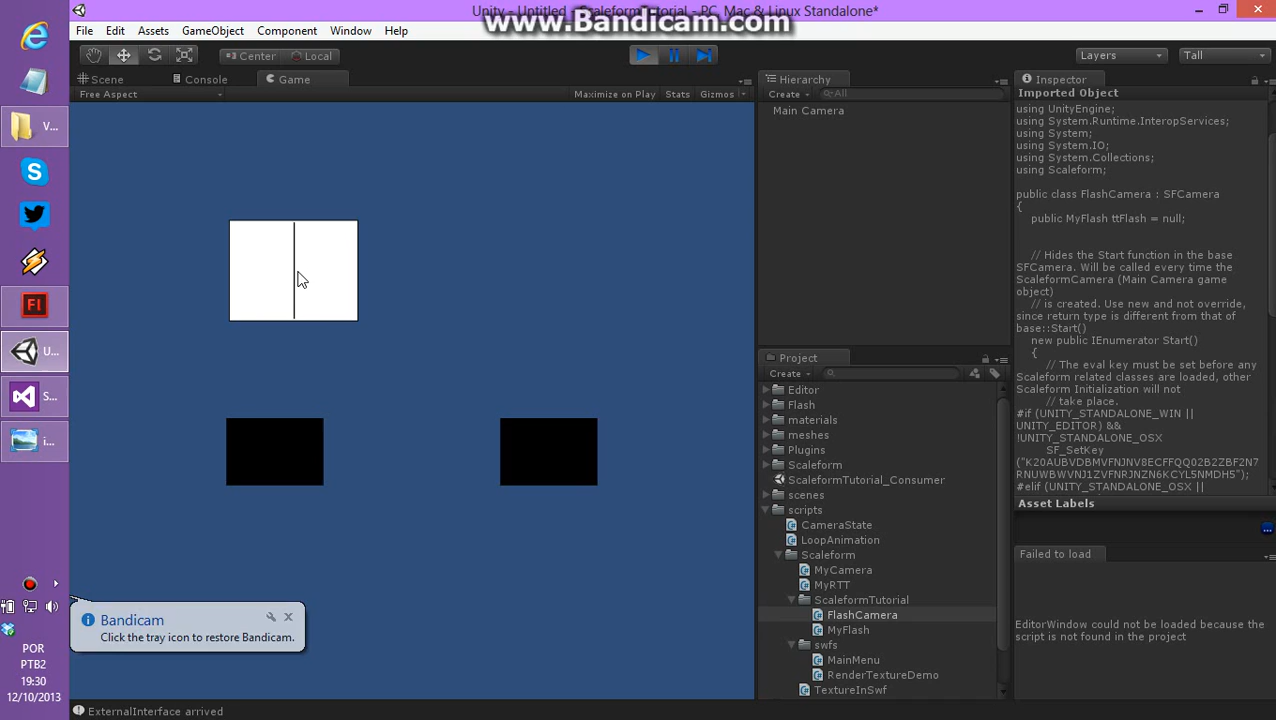 Unity - Untitled - ScaleformTutorial - PC, Mac & Linux Standalone*
www.Bandicam.com
File Edit Assets GameObject Component Window Help
Center Local Layers Tall
Scene Console Game
Free Aspect Maximize on Play Stats Gizmos
Hierarchy
Create All
Main Camera
Project
Create
Editor
Flash
materials
meshes
Plugins
Scaleform
ScaleformTutorial_Consumer
scenes
scripts
CameraState
LoopAnimation
Scaleform
MyCamera
MyRTT
ScaleformTutorial
FlashCamera
MyFlash
swfs
MainMenu
RenderTextureDemo
TextureInSwf
Inspector
Imported Object
using UnityEngine;
using System.Runtime.InteropServices;
using System;
using System.IO;
using System.Collections;
using Scaleform;
public class FlashCamera : SFCamera
{
public MyFlash ttFlash = null;
// Hides the Start function in the base
SFCamera. Will be called every time the
ScaleformCamera (Main Camera game
object)
// is created. Use new and not override,
since return type is different from that of
base::Start()
new public IEnumerator Start()
{
// The eval key must be set before any
Scaleform related classes are loaded, other
Scaleform Initialization will not
// take place.
#if (UNITY_STANDALONE_WIN ||
UNITY_EDITOR) &&
!UNITY_STANDALONE_OSX
SF_SetKey
("K20AUBVDBMVFNJNV8ECFFQQ02B2ZBF2N7
RNUWBWVNJ1ZVFNRJNZN6KCYL5NMDH5");
#elif (UNITY_STANDALONE_OSX ||
Asset Labels
Failed to load
EditorWindow could not be loaded because the
script is not found in the project
V...
U...
S...
i...
Fl
Bandicam
Click the tray icon to restore Bandicam.
POR
PTB2
19:30
12/10/2013
ExternalInterface arrived